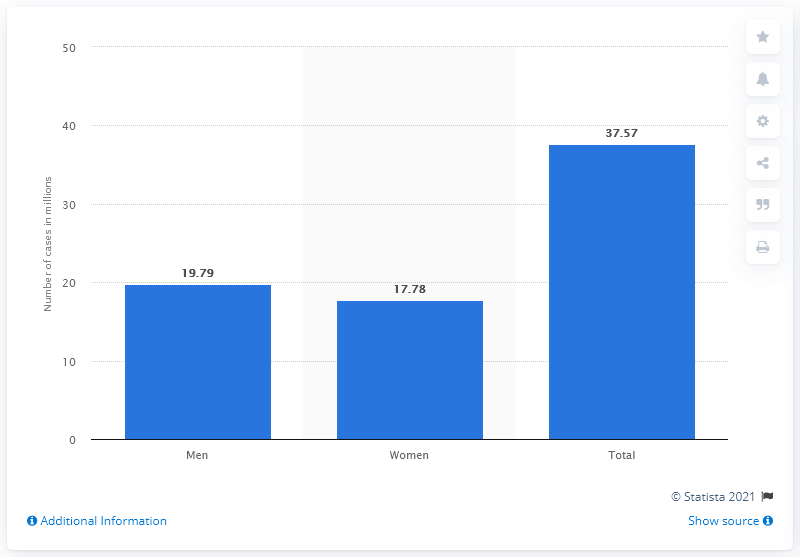 50
40
30
20
10
0
Number of cases in millions
19.79
17.78
37.57
Men
Women
Total
© Statista 2021
Additional Information
Show source